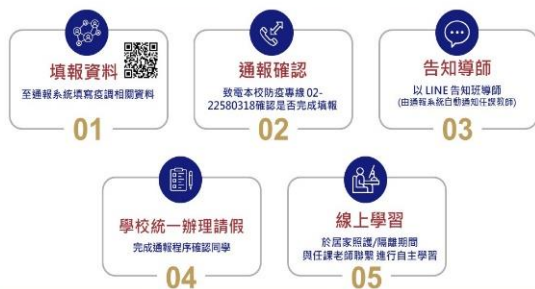 填報資料
至通報系統填寫疫調相關資料
01
通報確認
致電本校防疫專線 02-
22580318確認是否完成填報
02
告知導師
以 LINE 告知班導師
(由通報系統自動通知任課教師)
03
學校統一辦理請假
完成通報程序確認同學
04
線上學習
於居家照護/隔離期間
與任課老師聯繫 進行自主學習
05